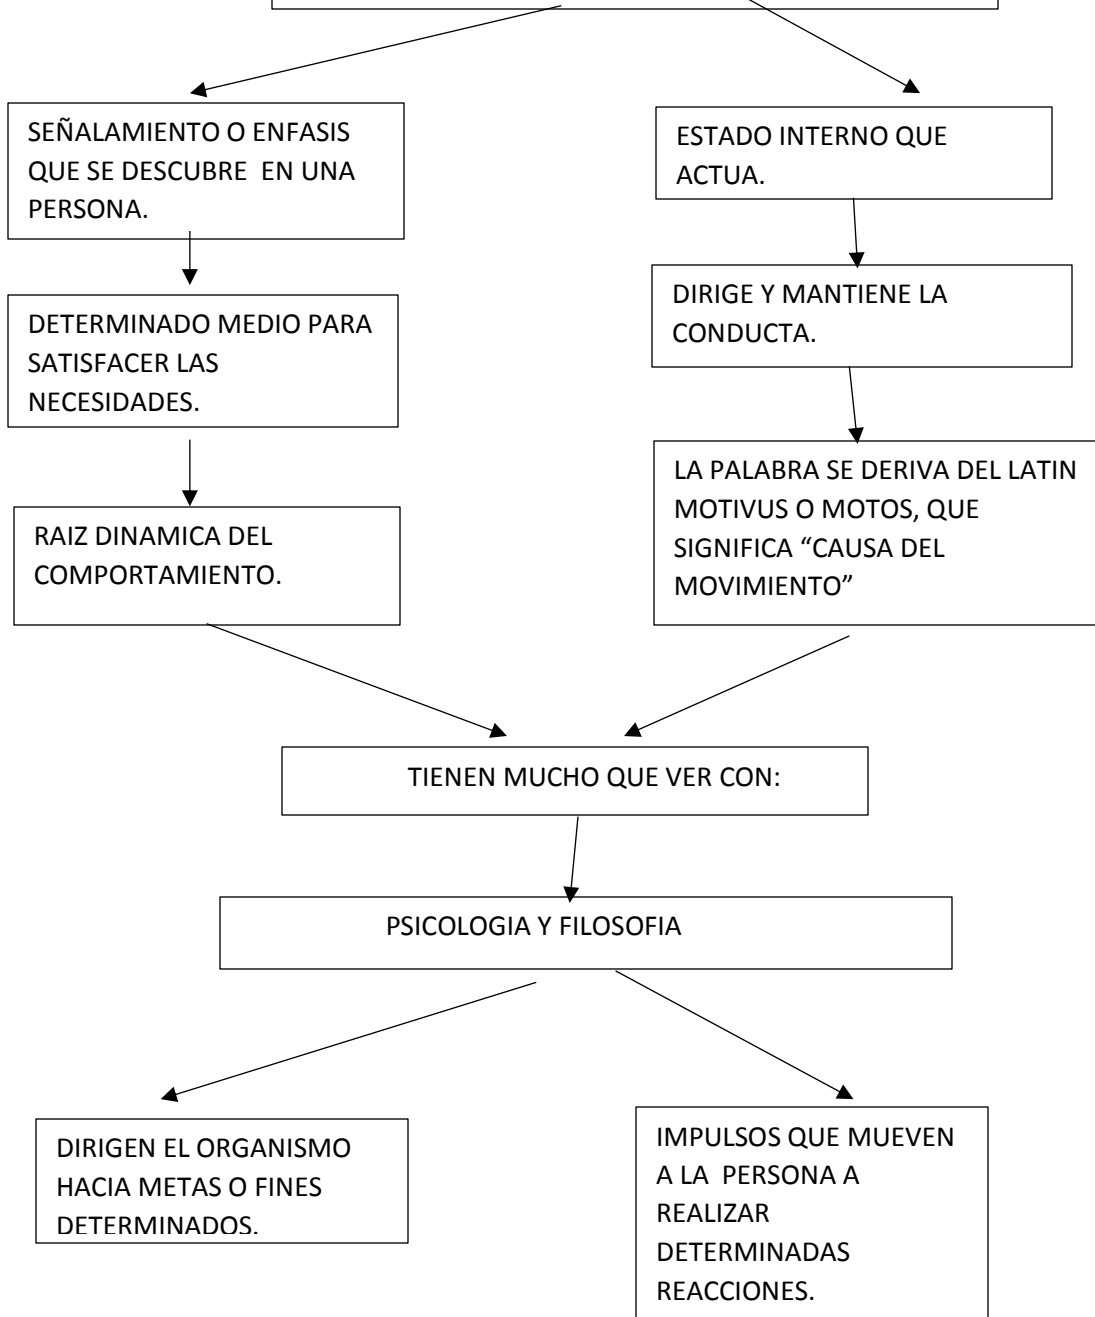 SEÑALAMIENTO O ENFASIS
QUE SE DESCUBRE  EN UNA
PERSONA.
ESTADO INTERNO QUE
ACTUA.
DETERMINADO MEDIO PARA
SATISFACER LAS
NECESIDADES.
DIRIGE Y MANTIENE LA
CONDUCTA.
RAIZ DINAMICA DEL
COMPORTAMIENTO.
LA PALABRA SE DERIVA DEL LATIN
MOTIVUS O MOTOS, QUE
SIGNIFICA “CAUSA DEL
MOVIMIENTO”
TIENEN MUCHO QUE VER CON:
PSICOLOGIA Y FILOSOFIA
DIRIGEN EL ORGANISMO
HACIA METAS O FINES
DETERMINADOS.
IMPULSOS QUE MUEVEN
A LA  PERSONA A
REALIZAR
DETERMINADAS
REACCIONES.